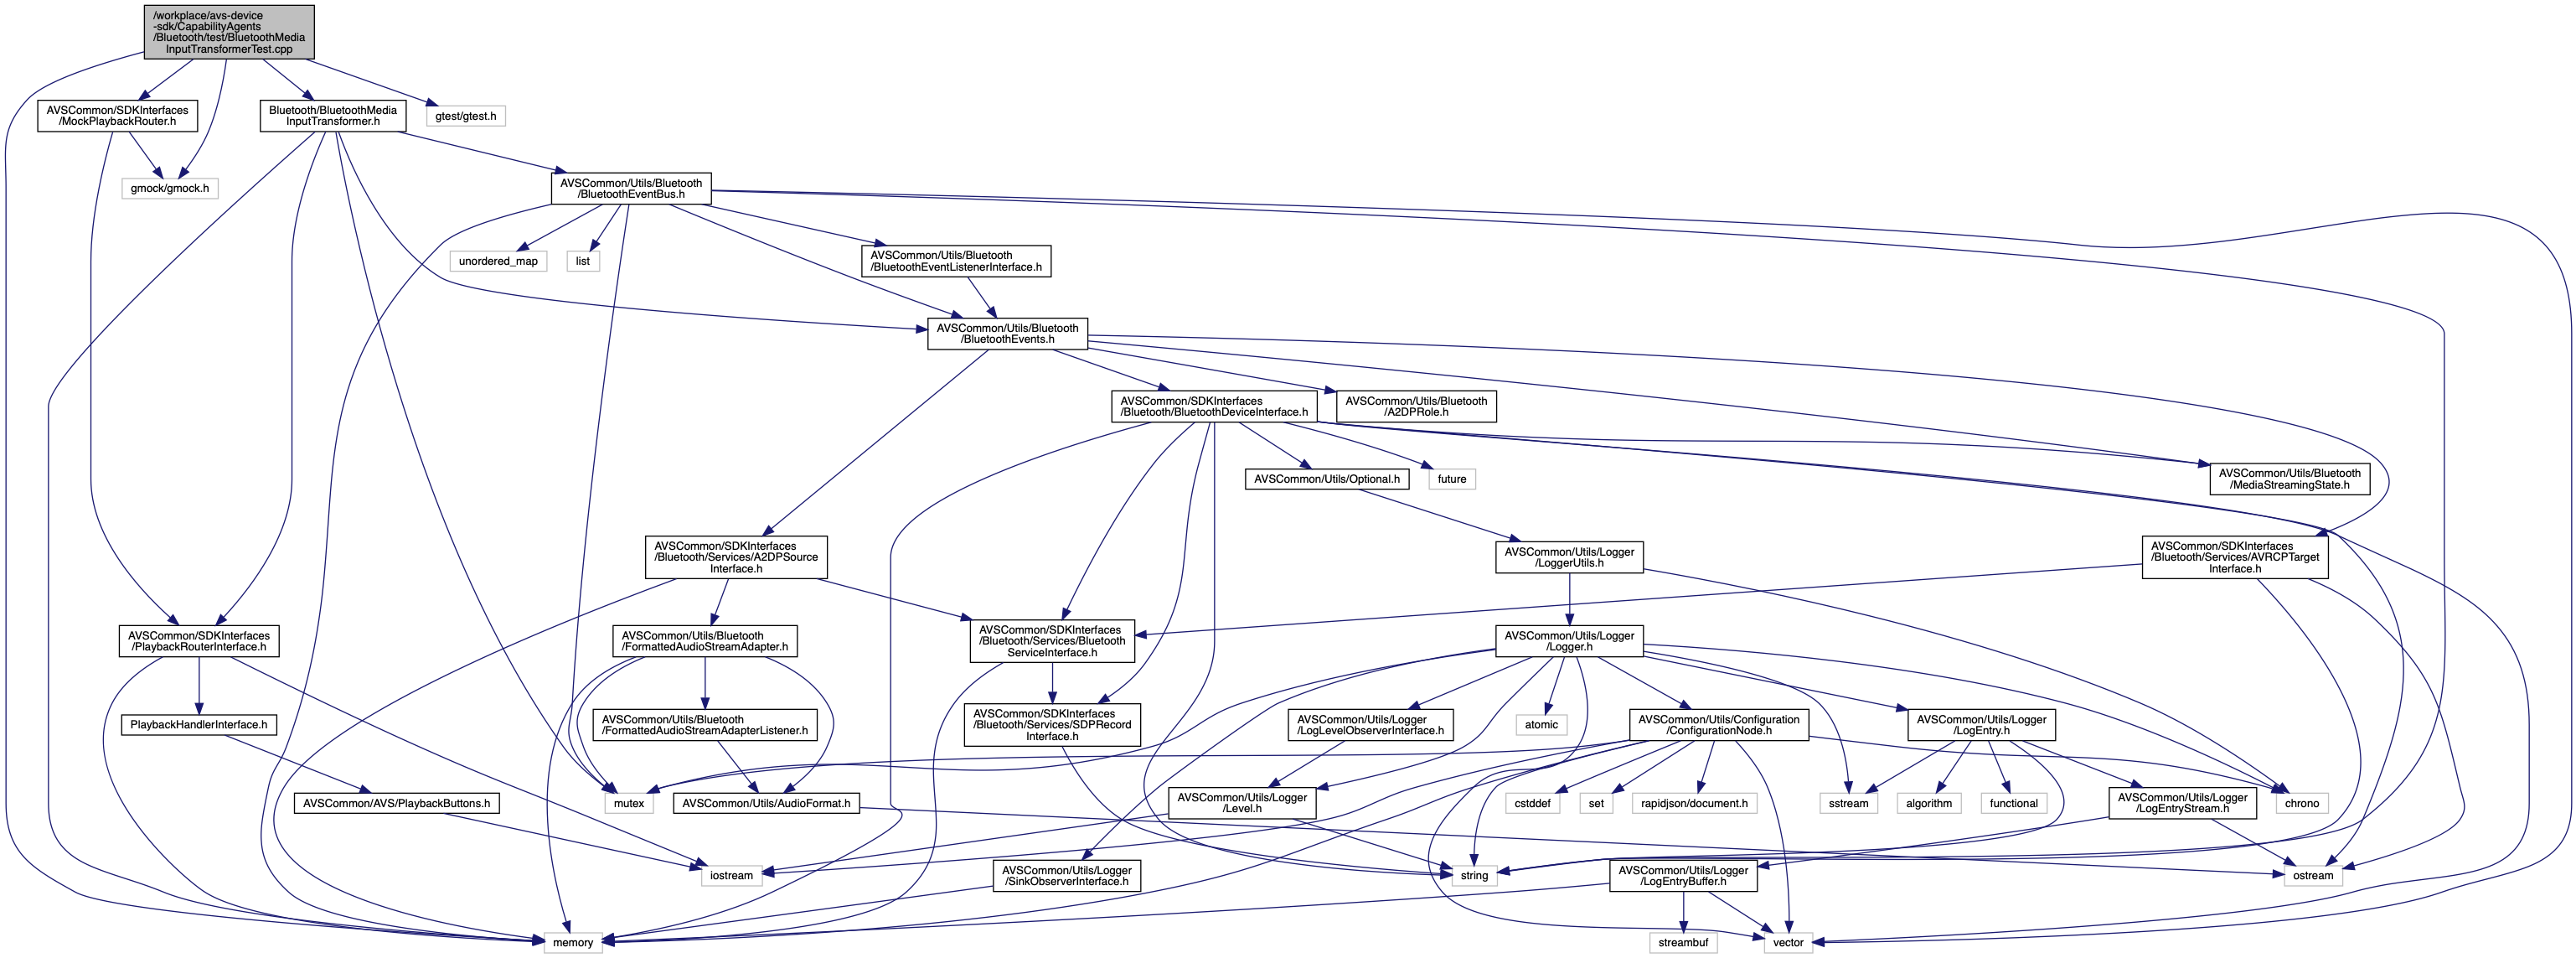 /workplace/avs-device
-sdk/CapabilityAgents
/Bluetooth/test/BluetoothMedia
InputTransformerTest.cpp
AVSCommon/SDKInterfaces
/MockPlaybackRouter.h
Bluetooth/BluetoothMedia
InputTransformer.h
gtest/gtest.h
gmock/gmock.h
AVSCommon/Utils/Bluetooth
/BluetoothEventBus.h
unordered_map
list
AVSCommon/Utils/Bluetooth
/BluetoothEventListenerInterface.h
AVSCommon/Utils/Bluetooth
/BluetoothEvents.h
AVSCommon/SDKInterfaces
/Bluetooth/BluetoothDeviceInterface.h
AVSCommon/Utils/Bluetooth
/A2DPRole.h
AVSCommon/Utils/Optional.h
future
AVSCommon/Utils/Bluetooth
/MediaStreamingState.h
AVSCommon/SDKInterfaces
/Bluetooth/Services/A2DPSource
Interface.h
AVSCommon/Utils/Logger
/LoggerUtils.h
AVSCommon/SDKInterfaces
/Bluetooth/Services/AVRCPTarget
Interface.h
AVSCommon/SDKInterfaces
/PlaybackRouterInterface.h
AVSCommon/Utils/Bluetooth
/FormattedAudioStreamAdapter.h
AVSCommon/SDKInterfaces
/Bluetooth/Services/Bluetooth
ServiceInterface.h
AVSCommon/Utils/Logger
/Logger.h
PlaybackHandlerInterface.h
AVSCommon/Utils/Bluetooth
/FormattedAudioStreamAdapterListener.h
AVSCommon/SDKInterfaces
/Bluetooth/Services/SDPRecord
Interface.h
AVSCommon/Utils/Logger
/LogLevelObserverInterface.h
atomic
AVSCommon/Utils/Configuration
/ConfigurationNode.h
AVSCommon/Utils/Logger
/LogEntry.h
AVSCommon/AVS/PlaybackButtons.h
mutex
AVSCommon/Utils/AudioFormat.h
AVSCommon/Utils/Logger
/Level.h
cstddef
set
rapidjson/document.h
sstream
algorithm
functional
AVSCommon/Utils/Logger
/LogEntryStream.h
chrono
iostream
AVSCommon/Utils/Logger
/SinkObserverInterface.h
string
AVSCommon/Utils/Logger
/LogEntryBuffer.h
ostream
memory
streambuf
vector